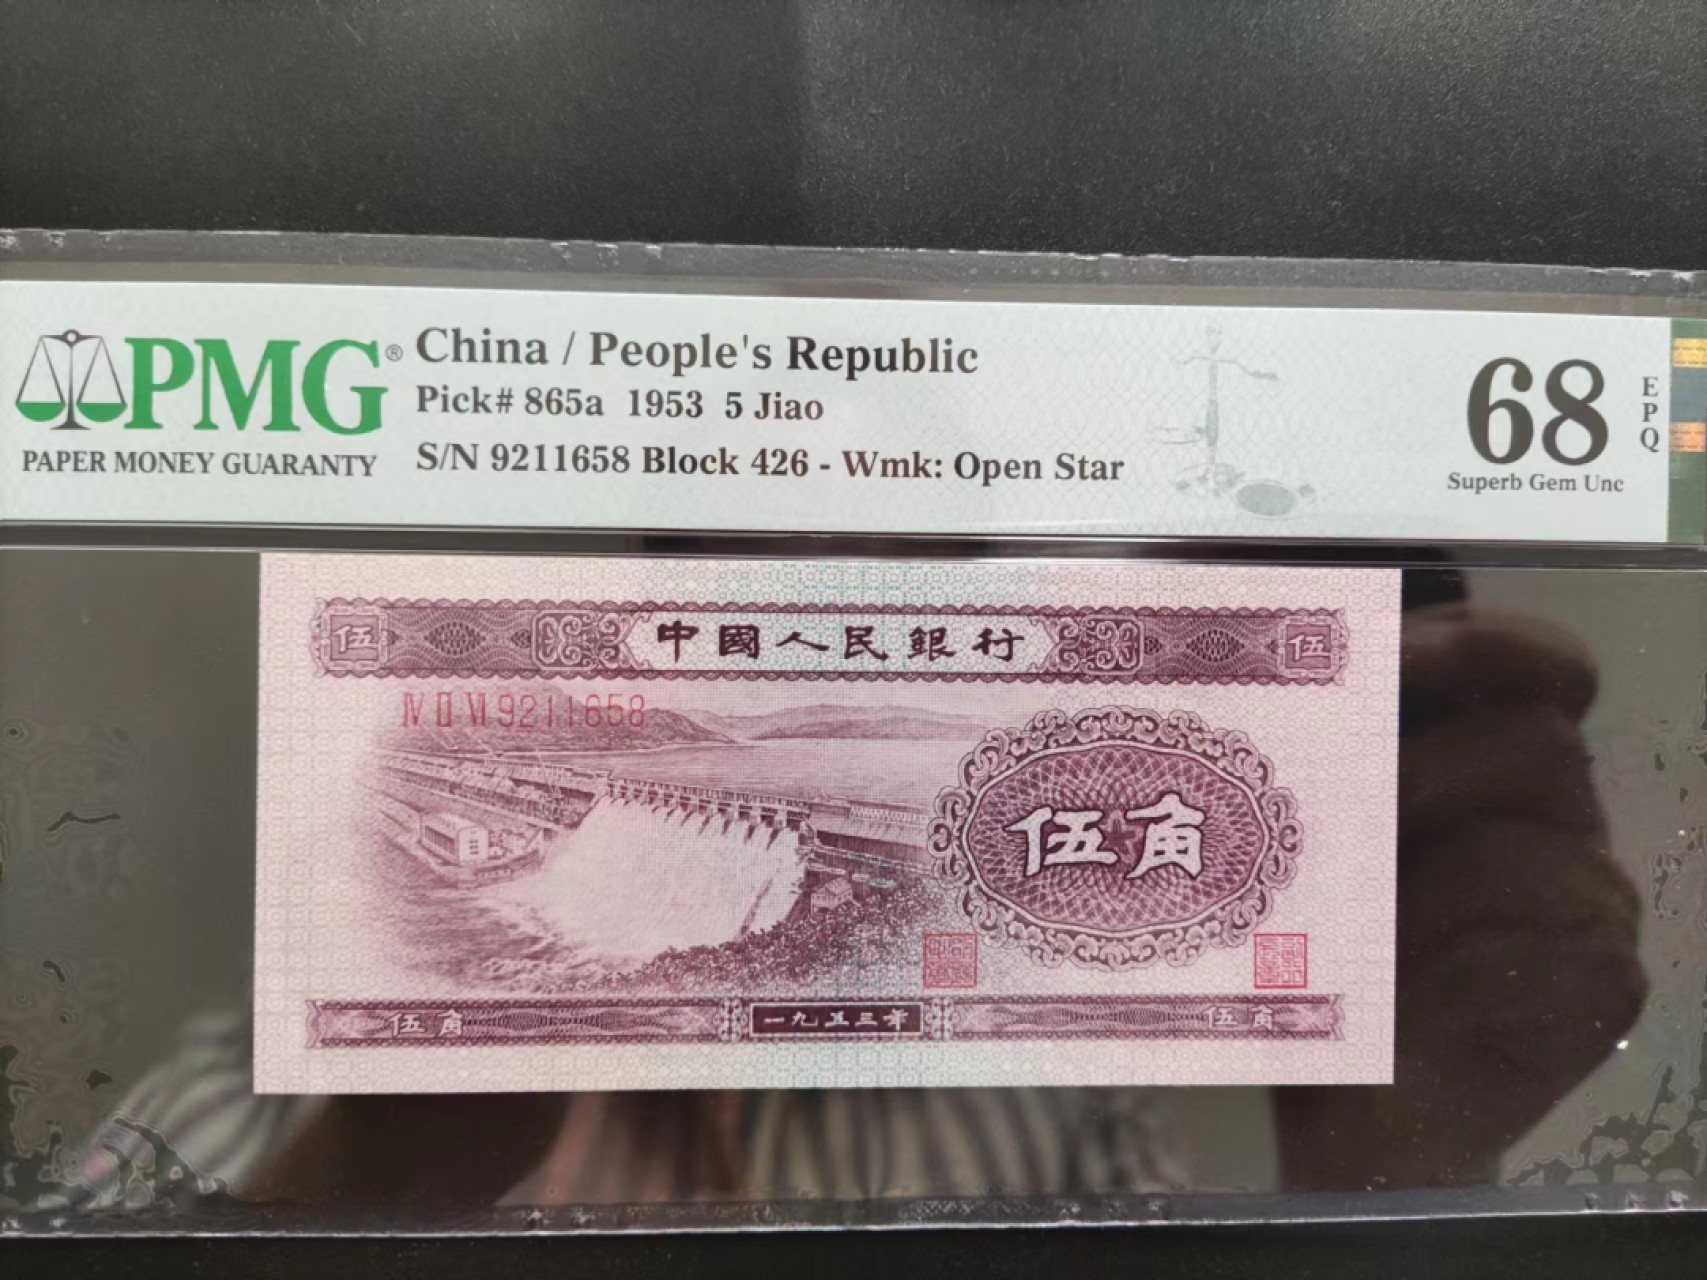 PMG®
PAPER MONEY GUARANTY
China / People's Republic
Pick# 865a 1953 5 Jiao
S/N 9211658 Block 426 - Wmk: Open Star
68
EPQ
Superb Gem Unc
伍 中國人民銀行 伍
Ⅳ Ⅱ Ⅵ 9211658
伍角
伍角 一九五三年 伍角